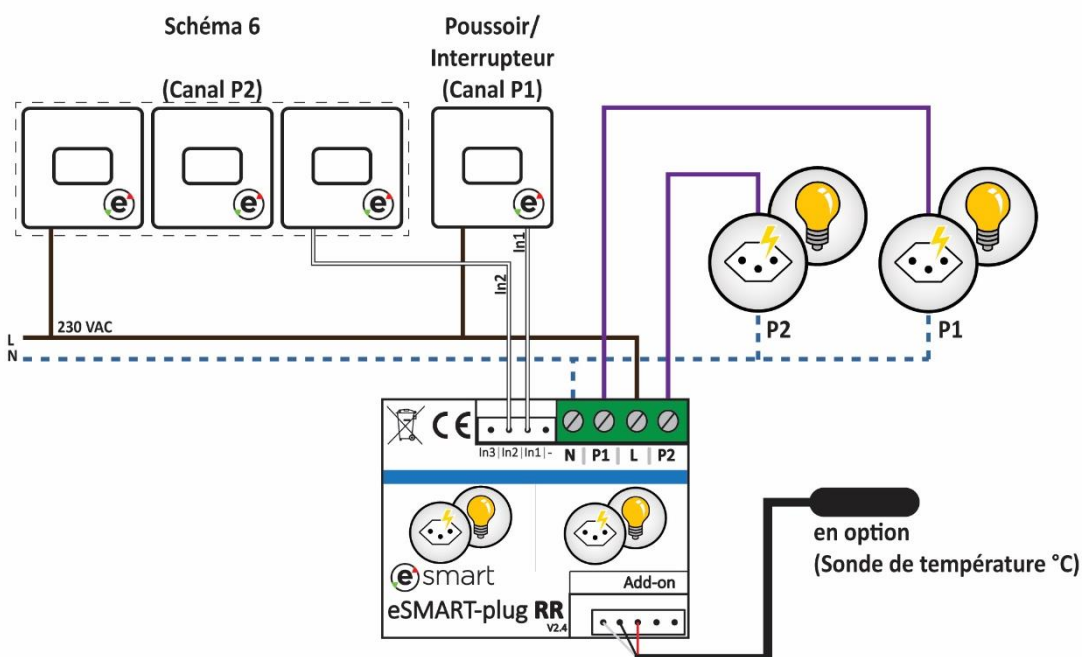 Schéma 6
(Canal P2)
Poussoir/
Interrupteur
(Canal P1)
e
e
e
e
In1
In2
L
230 VAC
N
P2
P1
CE
In3|In2|In1|-
N | P1 | L | P2
e smart
eSMART-plug RR
V2.4
Add-on
en option
(Sonde de température °C)